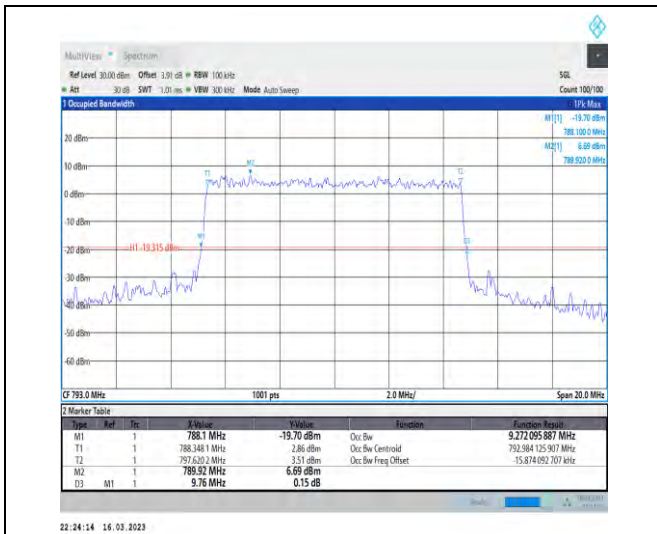 MultiView Spectrum
Ref Level 30.00 dBm Offset 3.91 dB RBW 100 kHz SGL
Att 30 dB SWT 1.01 ms VBW 300 kHz Mode Auto Sweep Count 100/100
1 Occupied Bandwidth 1Pk Max
M1[1] -19.70 dBm
788.100 0 MHz
M2[1] 6.69 dBm
789.920 0 MHz
20 dBm
10 dBm
M2
T1 T2
0 dBm
-10 dBm
M1 D3
-20 dBm H1 -19.315 dBm
-30 dBm
-40 dBm
-50 dBm
-60 dBm
CF 793.0 MHz 1001 pts 2.0 MHz/ Span 20.0 MHz
2 Marker Table
Type Ref Trc X-Value Y-Value Function Function Result
M1 1 788.1 MHz -19.70 dBm Occ Bw 9.272 095 887 MHz
T1 1 788.348 1 MHz 2.86 dBm Occ Bw Centroid 792.984 125 907 MHz
T2 1 797.620 2 MHz 3.51 dBm Occ Bw Freq Offset -15.874 092 707 kHz
M2 1 789.92 MHz 6.69 dBm
D3 M1 1 9.76 MHz 0.15 dB
22:24:14 16.03.2023